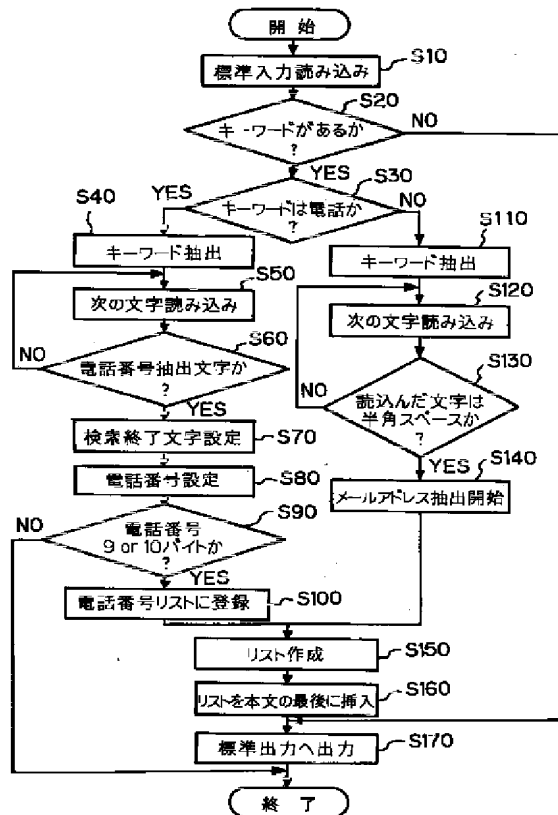 開始
S10
標準入力読み込み
S20
キーワードがあるか
?
NO
YES
S30
キーワードは電話か
?
YES
NO
S40
キーワード抽出
S110
キーワード抽出
S50
次の文字読み込み
S120
次の文字読み込み
S60
電話番号抽出文字か
?
NO
YES
S130
読込んだ文字は
半角スペースか
?
NO
YES
S70
検索終了文字設定
S80
電話番号設定
S140
メールアドレス抽出開始
S90
電話番号
9 or 10バイトか
?
NO
YES
S100
電話番号リストに登録
S150
リスト作成
S160
リストを本文の最後に挿入
S170
標準出力へ出力
終了